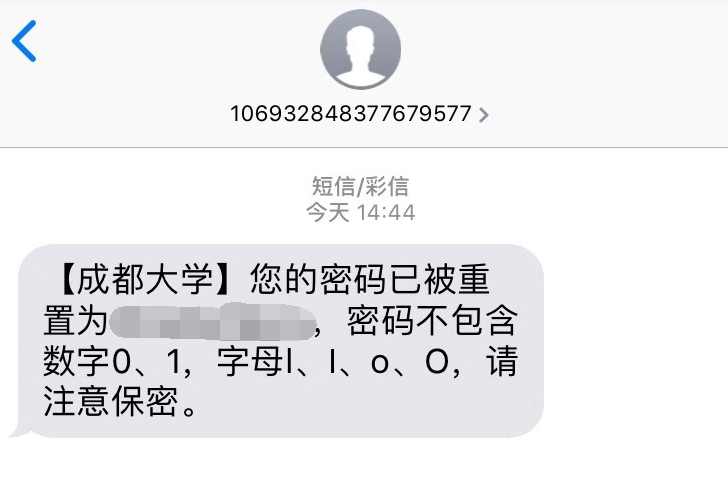 106932848377679577
短信/彩信
今天 14:44
【成都大学】您的密码已被重
置为，密码不包含
数字0、1，字母l、I、o、O，请
注意保密。